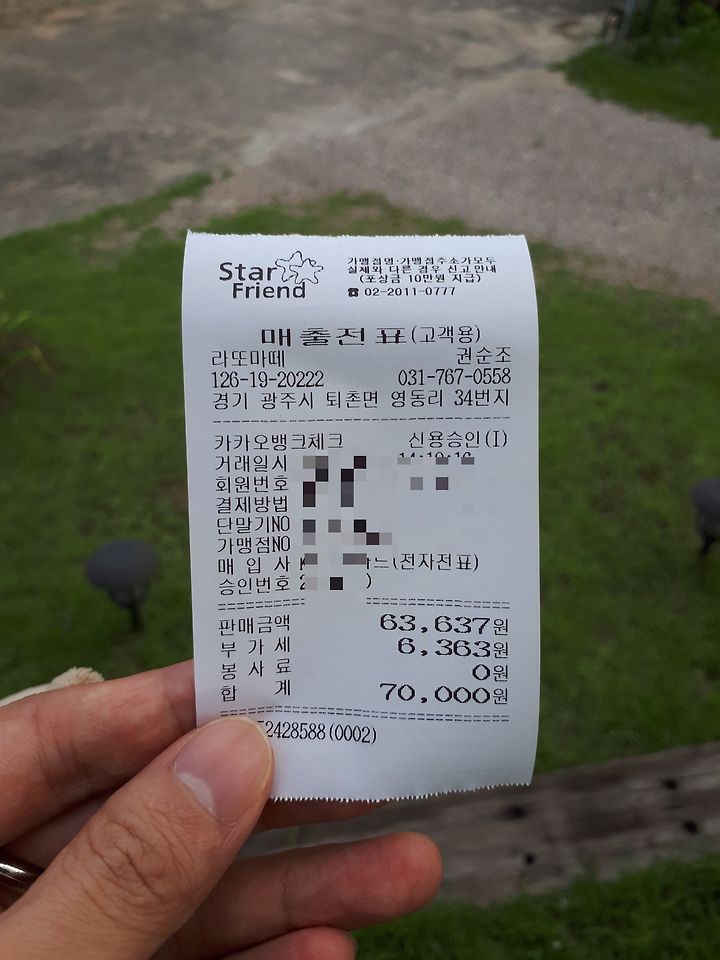 Star
Friend
가맹점명·가맹점주소가모두
실제와 다른 경우 신고안내
(포상금 10만원 지급)
☎ 02-2011-0777
매출전표(고객용)
라또마떼 권순조
126-19-20222 031-767-0558
경기 광주시 퇴촌면 영동리 34번지
카카오뱅크체크 신용승인(I)
거래일시
회원번호
결제방법
단말기NO
가맹점NO
매 입 사 (전자전표)
승인번호 2 )
판매금액 63,637원
부 가 세 6,363원
봉 사 료 0원
합 계 70,000원
2428588(0002)